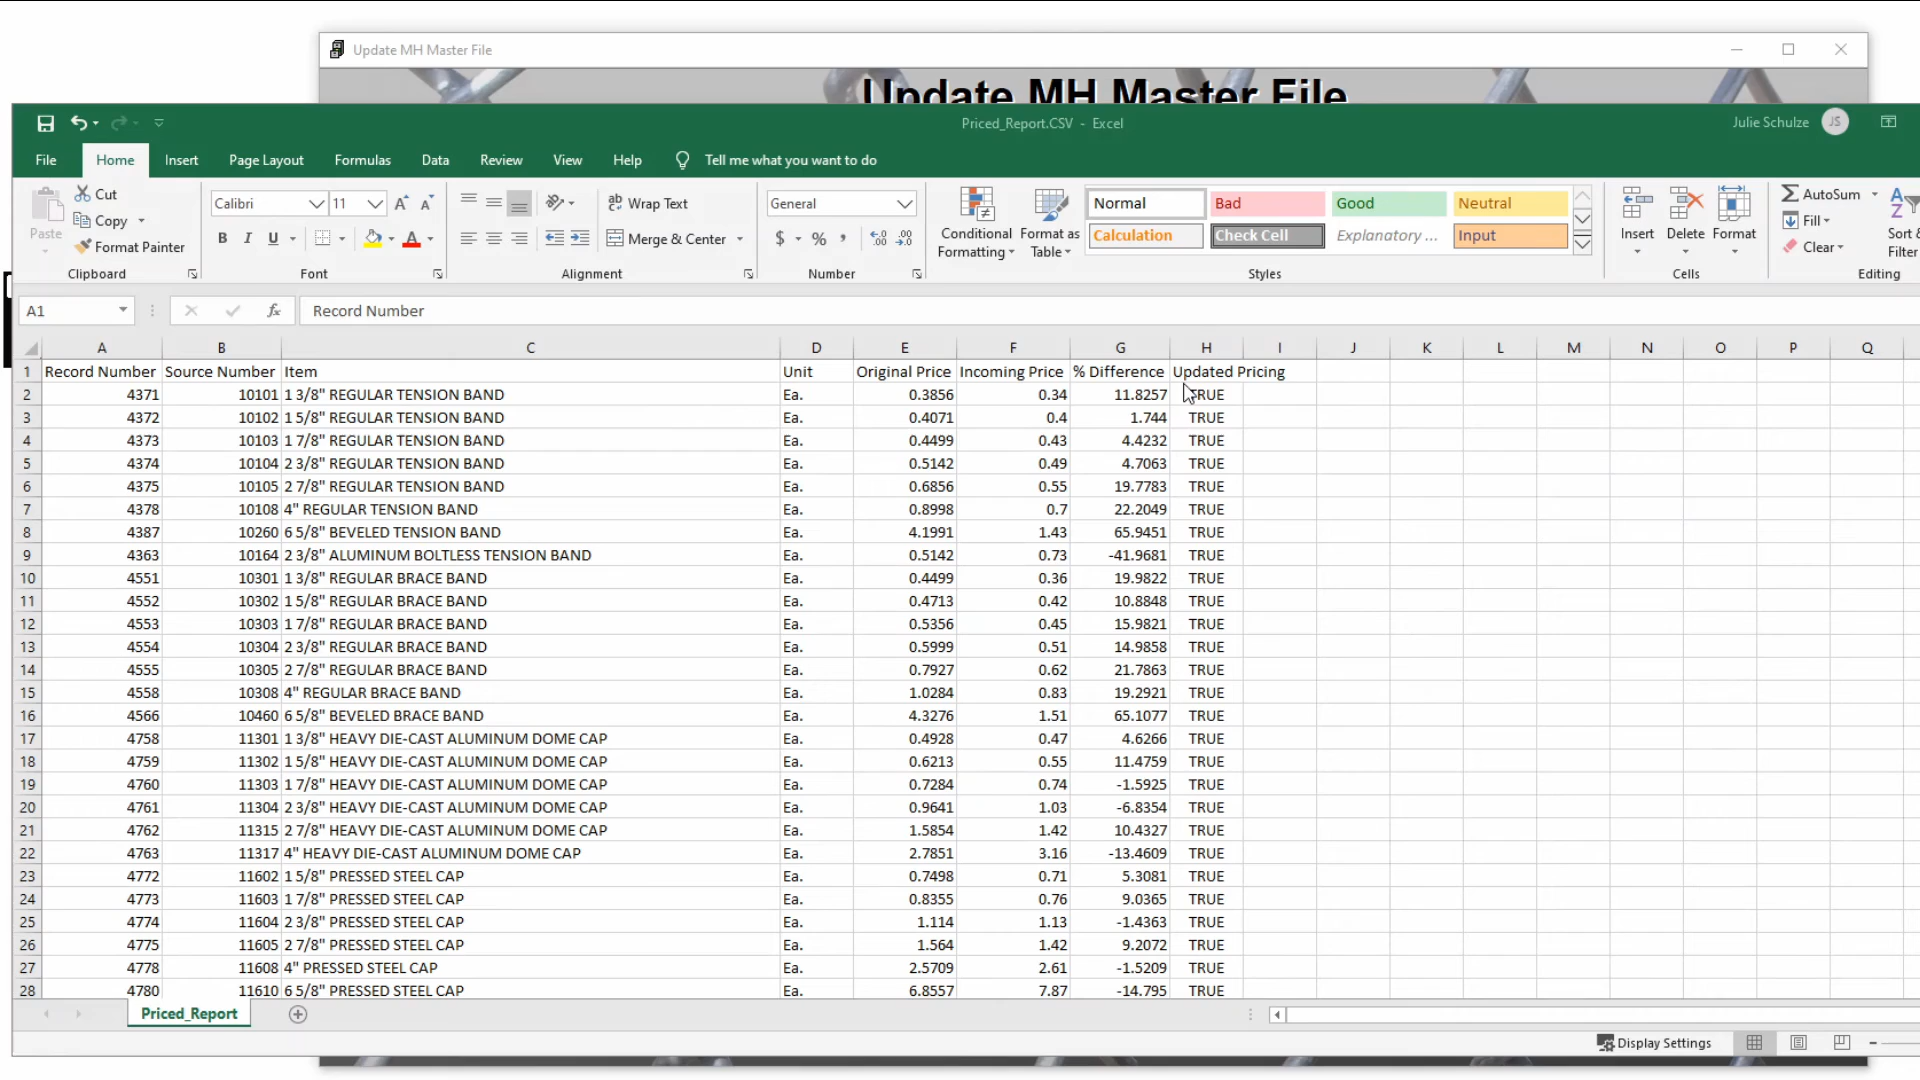 Update MH Master File
Update MH Master File
Priced_Report.CSV - Excel
Julie Schulze JS
File Home Insert Page Layout Formulas Data Review View Help Tell me what you want to do
Paste Cut Copy Format Painter
Calibri 11
Wrap Text Merge & Center
General
Conditional Formatting Format as Table
Normal Bad Good Neutral
Calculation Check Cell Explanatory ... Input
Insert Delete Format
AutoSum Fill Clear Sort & Filter
Clipboard Font Alignment Number Styles Cells Editing
A1 fx Record Number
A B C D E F G H I J K L M N O P Q
1 Record Number Source Number Item Unit Original Price Incoming Price % Difference Updated Pricing
2 4371 10101 1 3/8" REGULAR TENSION BAND Ea. 0.3856 0.34 11.8257 TRUE
3 4372 10102 1 5/8" REGULAR TENSION BAND Ea. 0.4071 0.4 1.744 TRUE
4 4373 10103 1 7/8" REGULAR TENSION BAND Ea. 0.4499 0.43 4.4232 TRUE
5 4374 10104 2 3/8" REGULAR TENSION BAND Ea. 0.5142 0.49 4.7063 TRUE
6 4375 10105 2 7/8" REGULAR TENSION BAND Ea. 0.6856 0.55 19.7783 TRUE
7 4378 10108 4" REGULAR TENSION BAND Ea. 0.8998 0.7 22.2049 TRUE
8 4387 10260 6 5/8" BEVELED TENSION BAND Ea. 4.1991 1.43 65.9451 TRUE
9 4363 10164 2 3/8" ALUMINUM BOLTLESS TENSION BAND Ea. 0.5142 0.73 -41.9681 TRUE
10 4551 10301 1 3/8" REGULAR BRACE BAND Ea. 0.4499 0.36 19.9822 TRUE
11 4552 10302 1 5/8" REGULAR BRACE BAND Ea. 0.4713 0.42 10.8848 TRUE
12 4553 10303 1 7/8" REGULAR BRACE BAND Ea. 0.5356 0.45 15.9821 TRUE
13 4554 10304 2 3/8" REGULAR BRACE BAND Ea. 0.5999 0.51 14.9858 TRUE
14 4555 10305 2 7/8" REGULAR BRACE BAND Ea. 0.7927 0.62 21.7863 TRUE
15 4558 10308 4" REGULAR BRACE BAND Ea. 1.0284 0.83 19.2921 TRUE
16 4566 10460 6 5/8" BEVELED BRACE BAND Ea. 4.3276 1.51 65.1077 TRUE
17 4758 11301 1 3/8" HEAVY DIE-CAST ALUMINUM DOME CAP Ea. 0.4928 0.47 4.6266 TRUE
18 4759 11302 1 5/8" HEAVY DIE-CAST ALUMINUM DOME CAP Ea. 0.6213 0.55 11.4759 TRUE
19 4760 11303 1 7/8" HEAVY DIE-CAST ALUMINUM DOME CAP Ea. 0.7284 0.74 -1.5925 TRUE
20 4761 11304 2 3/8" HEAVY DIE-CAST ALUMINUM DOME CAP Ea. 0.9641 1.03 -6.8354 TRUE
21 4762 11315 2 7/8" HEAVY DIE-CAST ALUMINUM DOME CAP Ea. 1.5854 1.42 10.4327 TRUE
22 4763 11317 4" HEAVY DIE-CAST ALUMINUM DOME CAP Ea. 2.7851 3.16 -13.4609 TRUE
23 4772 11602 1 5/8" PRESSED STEEL CAP Ea. 0.7498 0.71 5.3081 TRUE
24 4773 11603 1 7/8" PRESSED STEEL CAP Ea. 0.8355 0.76 9.0365 TRUE
25 4774 11604 2 3/8" PRESSED STEEL CAP Ea. 1.114 1.13 -1.4363 TRUE
26 4775 11605 2 7/8" PRESSED STEEL CAP Ea. 1.564 1.42 9.2072 TRUE
27 4778 11608 4" PRESSED STEEL CAP Ea. 2.5709 2.61 -1.5209 TRUE
28 4780 11610 6 5/8" PRESSED STEEL CAP Ea. 6.8557 7.87 -14.795 TRUE
Priced_Report
Display Settings